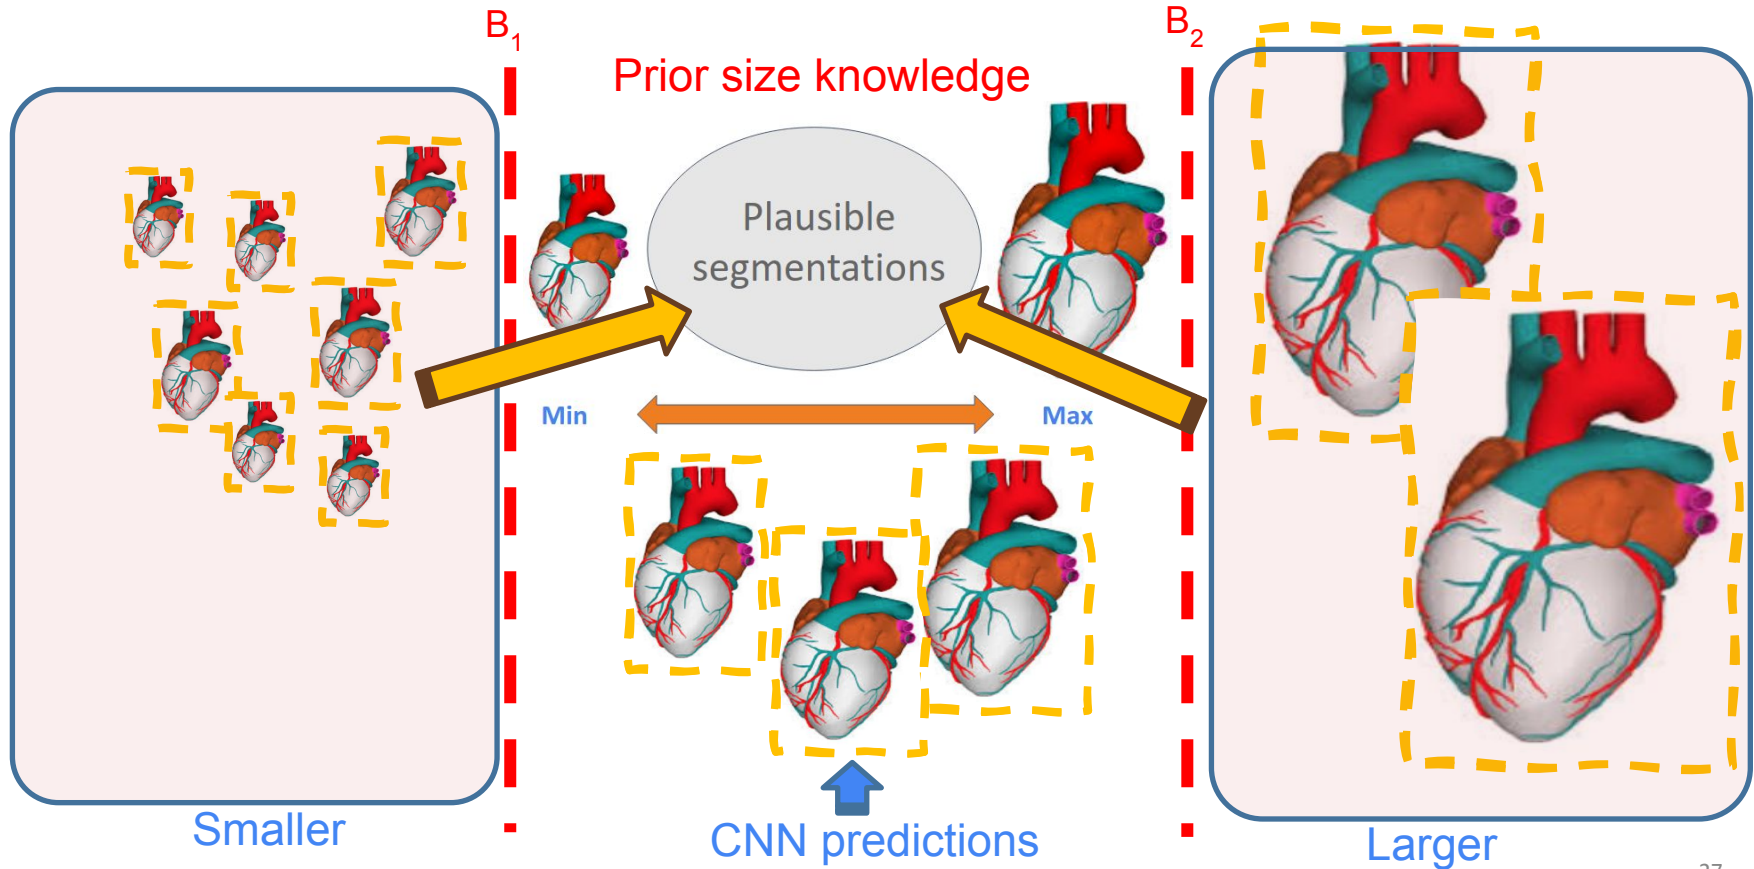 B1
B2
Prior size knowledge
Plausible
segmentations
Min
Max
Smaller
CNN predictions
Larger